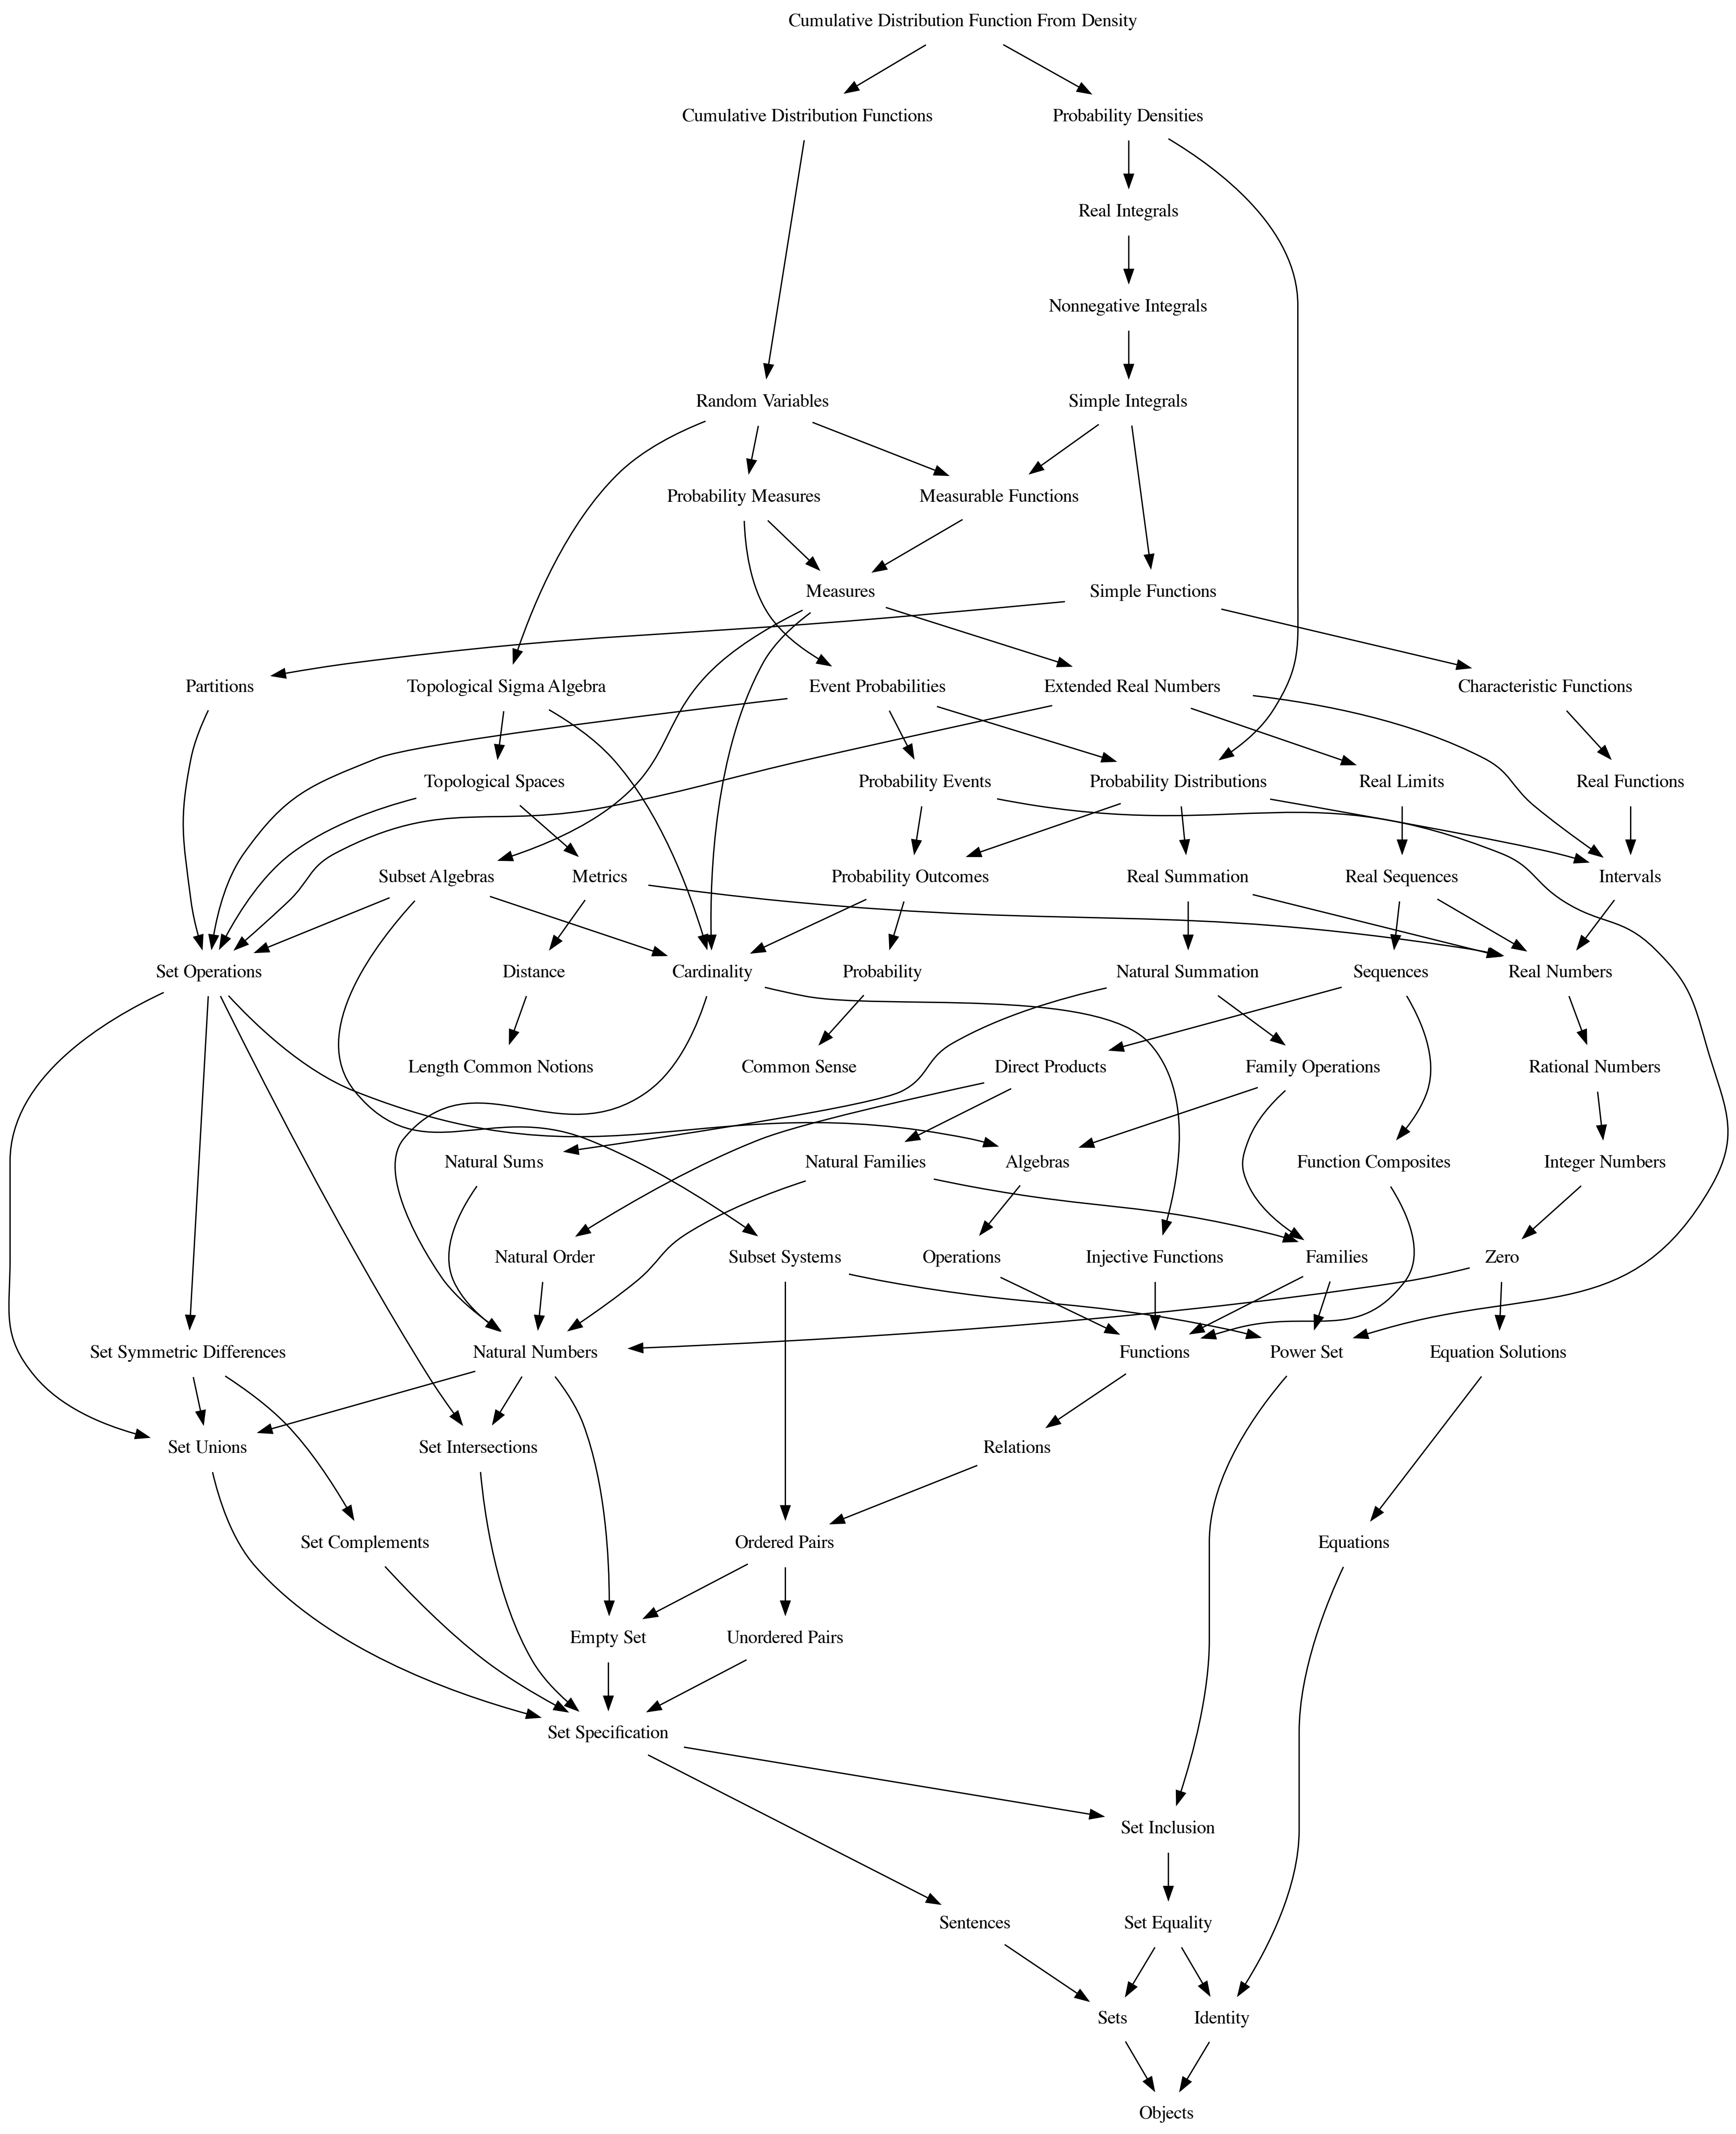 Cumulative Distribution Function From Density
Cumulative Distribution Functions
Probability Densities
Real Integrals
Nonnegative Integrals
Random Variables
Simple Integrals
Probability Measures
Measurable Functions
Measures
Simple Functions
Partitions
Topological Sigma Algebra
Event Probabilities
Extended Real Numbers
Characteristic Functions
Topological Spaces
Probability Events
Probability Distributions
Real Limits
Real Functions
Subset Algebras
Metrics
Probability Outcomes
Real Summation
Real Sequences
Intervals
Set Operations
Distance
Cardinality
Probability
Natural Summation
Sequences
Real Numbers
Length Common Notions
Common Sense
Direct Products
Family Operations
Rational Numbers
Natural Sums
Natural Families
Algebras
Function Composites
Integer Numbers
Natural Order
Subset Systems
Operations
Injective Functions
Families
Zero
Set Symmetric Differences
Natural Numbers
Functions
Power Set
Equation Solutions
Set Unions
Set Intersections
Relations
Set Complements
Ordered Pairs
Equations
Empty Set
Unordered Pairs
Set Specification
Set Inclusion
Sentences
Set Equality
Sets
Identity
Objects